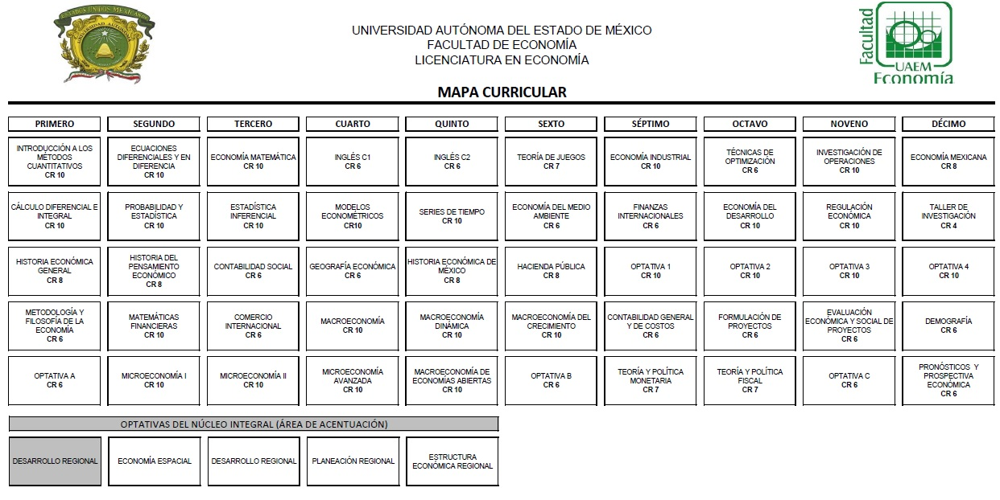 ESTADOS UNIDOS MEXICANOS
UNIVERSIDAD AUTÓNOMA
UNIVERSIDAD AUTÓNOMA DEL ESTADO DE MÉXICO
FACULTAD DE ECONOMÍA
LICENCIATURA EN ECONOMÍA
Facultad
UAEM
Economía
MAPA CURRICULAR
PRIMERO SEGUNDO TERCERO CUARTO QUINTO SEXTO SÉPTIMO OCTAVO NOVENO DÉCIMO
INTRODUCCIÓN A LOS
MÉTODOS
CUANTITATIVOS
CR 10
ECUACIONES
DIFERENCIALES Y EN
DIFERENCIA
CR 10
ECONOMÍA MATEMÁTICA
CR 10
INGLÉS C1
CR 6
INGLÉS C2
CR 6
TEORÍA DE JUEGOS
CR 7
ECONOMÍA INDUSTRIAL
CR 10
TÉCNICAS DE
OPTIMIZACIÓN
CR 6
INVESTIGACIÓN DE
OPERACIONES
CR 10
ECONOMÍA MEXICANA
CR 8
CÁLCULO DIFERENCIAL E
INTEGRAL
CR 10
PROBABILIDAD Y
ESTADÍSTICA
CR 10
ESTADÍSTICA
INFERENCIAL
CR 10
MODELOS
ECONOMÉTRICOS
CR10
SERIES DE TIEMPO
CR 10
ECONOMÍA DEL MEDIO
AMBIENTE
CR 6
FINANZAS
INTERNACIONALES
CR 6
ECONOMÍA DEL
DESARROLLO
CR 10
REGULACIÓN
ECONÓMICA
CR 10
TALLER DE
INVESTIGACIÓN
CR 4
HISTORIA ECONÓMICA
GENERAL
CR 8
HISTORIA DEL
PENSAMIENTO
ECONÓMICO
CR 8
CONTABILIDAD SOCIAL
CR 6
GEOGRAFÍA ECONÓMICA
CR 6
HISTORIA ECONÓMICA DE
MÉXICO
CR 8
HACIENDA PÚBLICA
CR 8
OPTATIVA 1
CR 10
OPTATIVA 2
CR 10
OPTATIVA 3
CR 10
OPTATIVA 4
CR 10
METODOLOGÍA Y
FILOSOFÍA DE LA
ECONOMÍA
CR 6
MATEMÁTICAS
FINANCIERAS
CR 10
COMERCIO
INTERNACIONAL
CR 6
MACROECONOMÍA
CR 10
MACROECONOMÍA
DINÁMICA
CR 10
MACROECONOMÍA DEL
CRECIMIENTO
CR 10
CONTABILIDAD GENERAL
Y DE COSTOS
CR 6
FORMULACIÓN DE
PROYECTOS
CR 6
EVALUACIÓN
ECONÓMICA Y SOCIAL DE
PROYECTOS
CR 6
DEMOGRAFÍA
CR 6
OPTATIVA A
CR 6
MICROECONOMÍA I
CR 10
MICROECONOMÍA II
CR 10
MICROECONOMÍA
AVANZADA
CR 10
MACROECONOMÍA DE
ECONOMÍAS ABIERTAS
CR 10
OPTATIVA B
CR 6
TEORÍA Y POLÍTICA
MONETARIA
CR 7
TEORÍA Y POLÍTICA
FISCAL
CR 7
OPTATIVA C
CR 6
PRONÓSTICOS Y
PROSPECTIVA
ECONÓMICA
CR 6
OPTATIVAS DEL NÚCLEO INTEGRAL (ÁREA DE ACENTUACIÓN)
DESARROLLO REGIONAL
ECONOMÍA ESPACIAL
DESARROLLO REGIONAL
PLANEACIÓN REGIONAL
ESTRUCTURA
ECONÓMICA REGIONAL